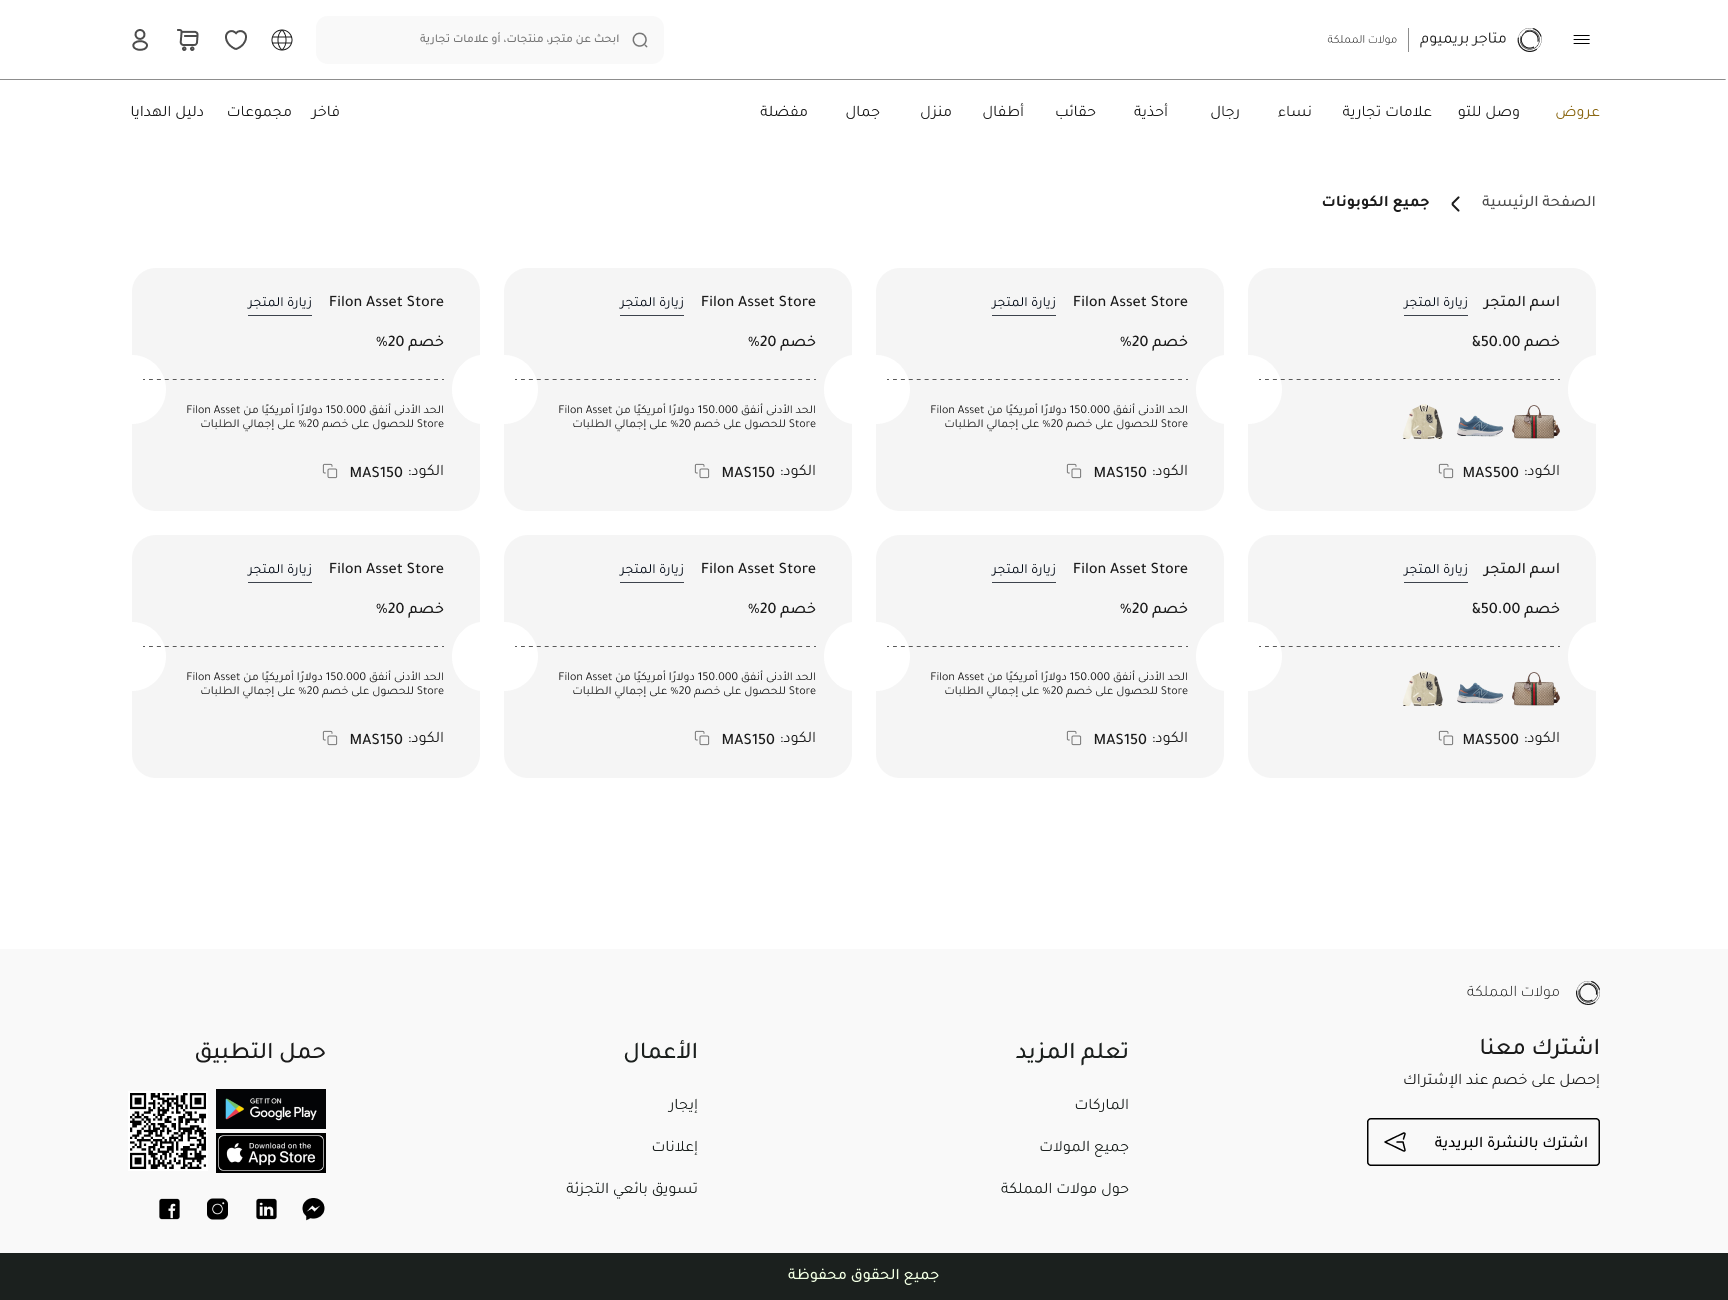 متاجر بريميوم
مولات المملكة
ابحث عن متجر، منتجات، أو علامات تجارية
عروض
وصل للتو
علامات تجارية
نساء
رجال
أحذية
حقائب
أطفال
منزل
جمال
مفضلة
فاخر
مجموعات
دليل الهدايا
الصفحة الرئيسية
جميع الكوبونات
اسم المتجر
زيارة المتجر
خصم 50.00&
الكود: MAS500
Filon Asset Store
زيارة المتجر
خصم 20%
الحد الأدنى أنفق 150.000 دولارًا أمريكيًا من Filon Asset
Store للحصول على خصم 20% على إجمالي الطلبات
الكود: MAS150
Filon Asset Store
زيارة المتجر
خصم 20%
الحد الأدنى أنفق 150.000 دولارًا أمريكيًا من Filon Asset
Store للحصول على خصم 20% على إجمالي الطلبات
الكود: MAS150
Filon Asset Store
زيارة المتجر
خصم 20%
الحد الأدنى أنفق 150.000 دولارًا أمريكيًا من Filon Asset
Store للحصول على خصم 20% على إجمالي الطلبات
الكود: MAS150
اسم المتجر
زيارة المتجر
خصم 50.00&
الكود: MAS500
Filon Asset Store
زيارة المتجر
خصم 20%
الحد الأدنى أنفق 150.000 دولارًا أمريكيًا من Filon Asset
Store للحصول على خصم 20% على إجمالي الطلبات
الكود: MAS150
Filon Asset Store
زيارة المتجر
خصم 20%
الحد الأدنى أنفق 150.000 دولارًا أمريكيًا من Filon Asset
Store للحصول على خصم 20% على إجمالي الطلبات
الكود: MAS150
Filon Asset Store
زيارة المتجر
خصم 20%
الحد الأدنى أنفق 150.000 دولارًا أمريكيًا من Filon Asset
Store للحصول على خصم 20% على إجمالي الطلبات
الكود: MAS150
مولات المملكة
اشترك معنا
إحصل على خصم عند الإشتراك
اشترك بالنشرة البريدية
تعلم المزيد
الماركات
جميع المولات
حول مولات المملكة
الأعمال
إيجار
إعلانات
تسويق بائعي التجزئة
حمل التطبيق
GET IT ON
Google Play
Download on the
App Store
جميع الحقوق محفوظة